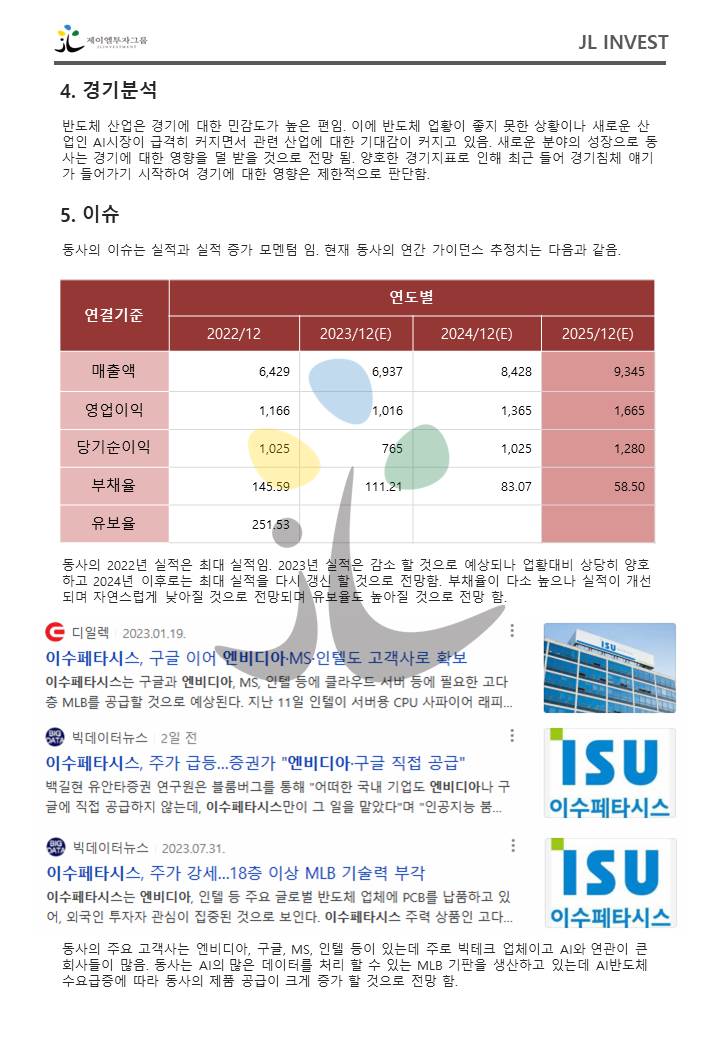 제이엘투자그룹
JL INVESTMENT
JL INVEST
4. 경기분석
반도체 산업은 경기에 대한 민감도가 높은 편임. 이에 반도체 업황이 좋지 못한 상황이나 새로운 산
업인 AI시장이 급격히 커지면서 관련 산업에 대한 기대감이 커지고 있음. 새로운 분야의 성장으로 동
사는 경기에 대한 영향을 덜 받을 것으로 전망 됨. 양호한 경기지표로 인해 최근 들어 경기침체 얘기
가 들어가기 시작하여 경기에 대한 영향은 제한적으로 판단함.
5. 이슈
동사의 이슈는 실적과 실적 증가 모멘텀 임. 현재 동사의 연간 가이던스 추정치는 다음과 같음.
연결기준 연도별
2022/12 2023/12(E) 2024/12(E) 2025/12(E)
매출액 6,429 6,937 8,428 9,345
영업이익 1,166 1,016 1,365 1,665
당기순이익 1,025 765 1,025 1,280
부채율 145.59 111.21 83.07 58.50
유보율 251.53
동사의 2022년 실적은 최대 실적임. 2023년 실적은 감소 할 것으로 예상되나 업황대비 상당히 양호
하고 2024년 이후로는 최대 실적을 다시 갱신 할 것으로 전망함. 부채율이 다소 높으나 실적이 개선
되며 자연스럽게 낮아질 것으로 전망되며 유보율도 높아질 것으로 전망 함.
디일렉 2023.01.19.
이수페타시스, 구글 이어 엔비디아·MS·인텔도 고객사로 확보
이수페타시스는 구글과 엔비디아, MS, 인텔 등에 클라우드 서버 등에 필요한 고다
층 MLB를 공급할 것으로 예상된다. 지난 11일 인텔이 서버용 CPU 사파이어 래피...
ISU
BIG DATA 빅데이터뉴스 2일 전
이수페타시스, 주가 급등...증권가 "엔비디아·구글 직접 공급"
백길현 유안타증권 연구원은 블룸버그를 통해 "어떠한 국내 기업도 엔비디아나 구
글에 직접 공급하지 않는데, 이수페타시스만이 그 일을 맡았다"며 "인공지능 붐...
ISU
이수페타시스
BIG DATA 빅데이터뉴스 2023.07.31.
이수페타시스, 주가 강세...18층 이상 MLB 기술력 부각
이수페타시스는 엔비디아, 인텔 등 주요 글로벌 반도체 업체에 PCB를 납품하고 있
어, 외국인 투자자 관심이 집중된 것으로 보인다. 이수페타시스 주력 상품인 고다...
ISU
이수페타시스
동사의 주요 고객사는 엔비디아, 구글, MS, 인텔 등이 있는데 주로 빅테크 업체이고 AI와 연관이 큰
회사들이 많음. 동사는 AI의 많은 데이터를 처리 할 수 있는 MLB 기판을 생산하고 있는데 AI반도체
수요급증에 따라 동사의 제품 공급이 크게 증가 할 것으로 전망 함.